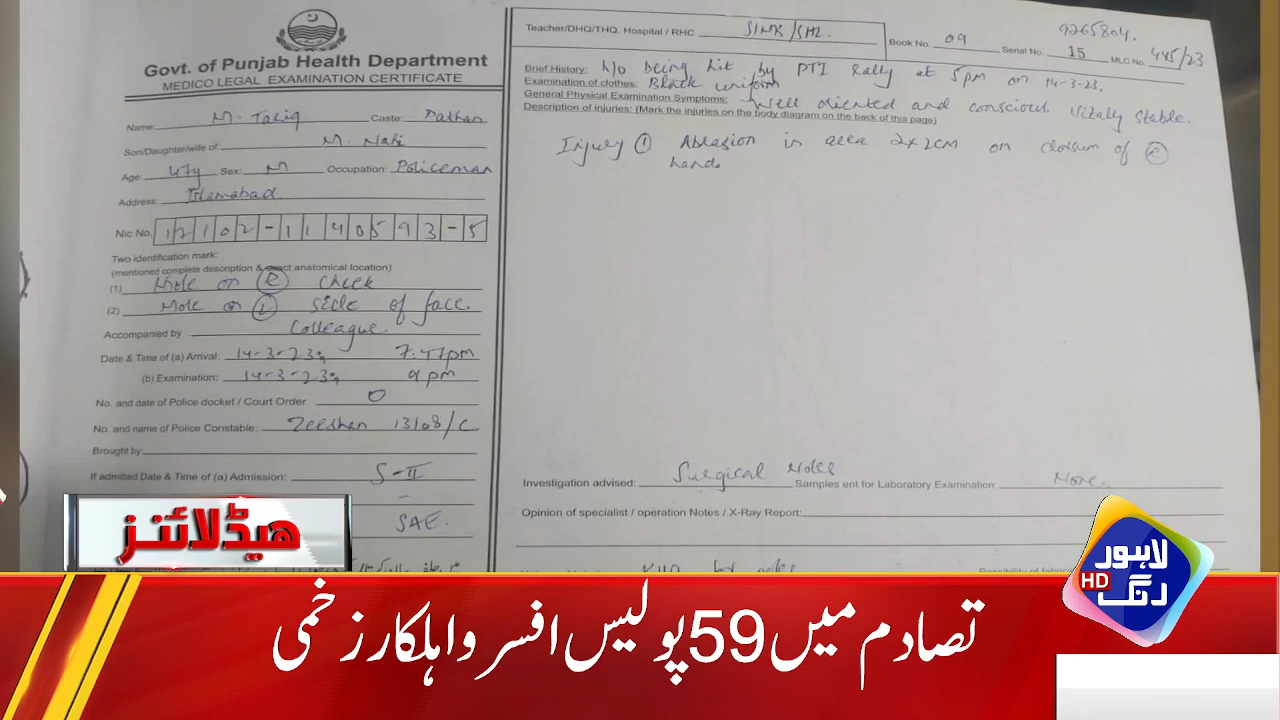 Govt. of Punjab Health Department
MEDICO LEGAL EXAMINATION CERTIFICATE
Name: M. Tariq Caste: Pathan
Son/Daughter/wife of: M. Nabi
Age: 47y Sex: M Occupation: Policeman
Address: Islamabad
Nic No. 12102-1140593-5
Two identification mark:
(mentioned complete description & exact anatomical location)
(1) Mole on R cheek
(2) Mole on L side of face.
Accompanied by Colleague.
Date & Time of (a) Arrival: 14-3-23, 7:47pm
(b) Examination: 14-3-23, 9pm
No. and date of Police docket / Court Order 0
No. and name of Police Constable: Zeeshan 13108/C
Brought by
If admitted Date & Time of (a) Admission: S-II
SAE.
Teacher/DHQ/THQ. Hospital / RHC SIMS/SHL. Book No. 09 Serial No. 15 MLC No. 445/23
9265804.
Brief History: h/o being hit by PTI Rally at 5pm on 14-3-23.
Examination of clothes: Black uniform
General Physical Examination Symptoms: Well oriented and conscious. Vitally Stable.
Description of injuries: (Mark the injuries on the body diagram on the back of this page)
Injury 1 Abrasion in area 2x2cm on dorsum of R
hand
Investigation advised: Surgical Notes Samples ent for Laboratory Examination: None.
Opinion of specialist / operation Notes / X-Ray Report:
ہیڈلائنز
لاہور
HD رنگ
تصادم میں 59 پولیس افسر و اہلکار زخمی